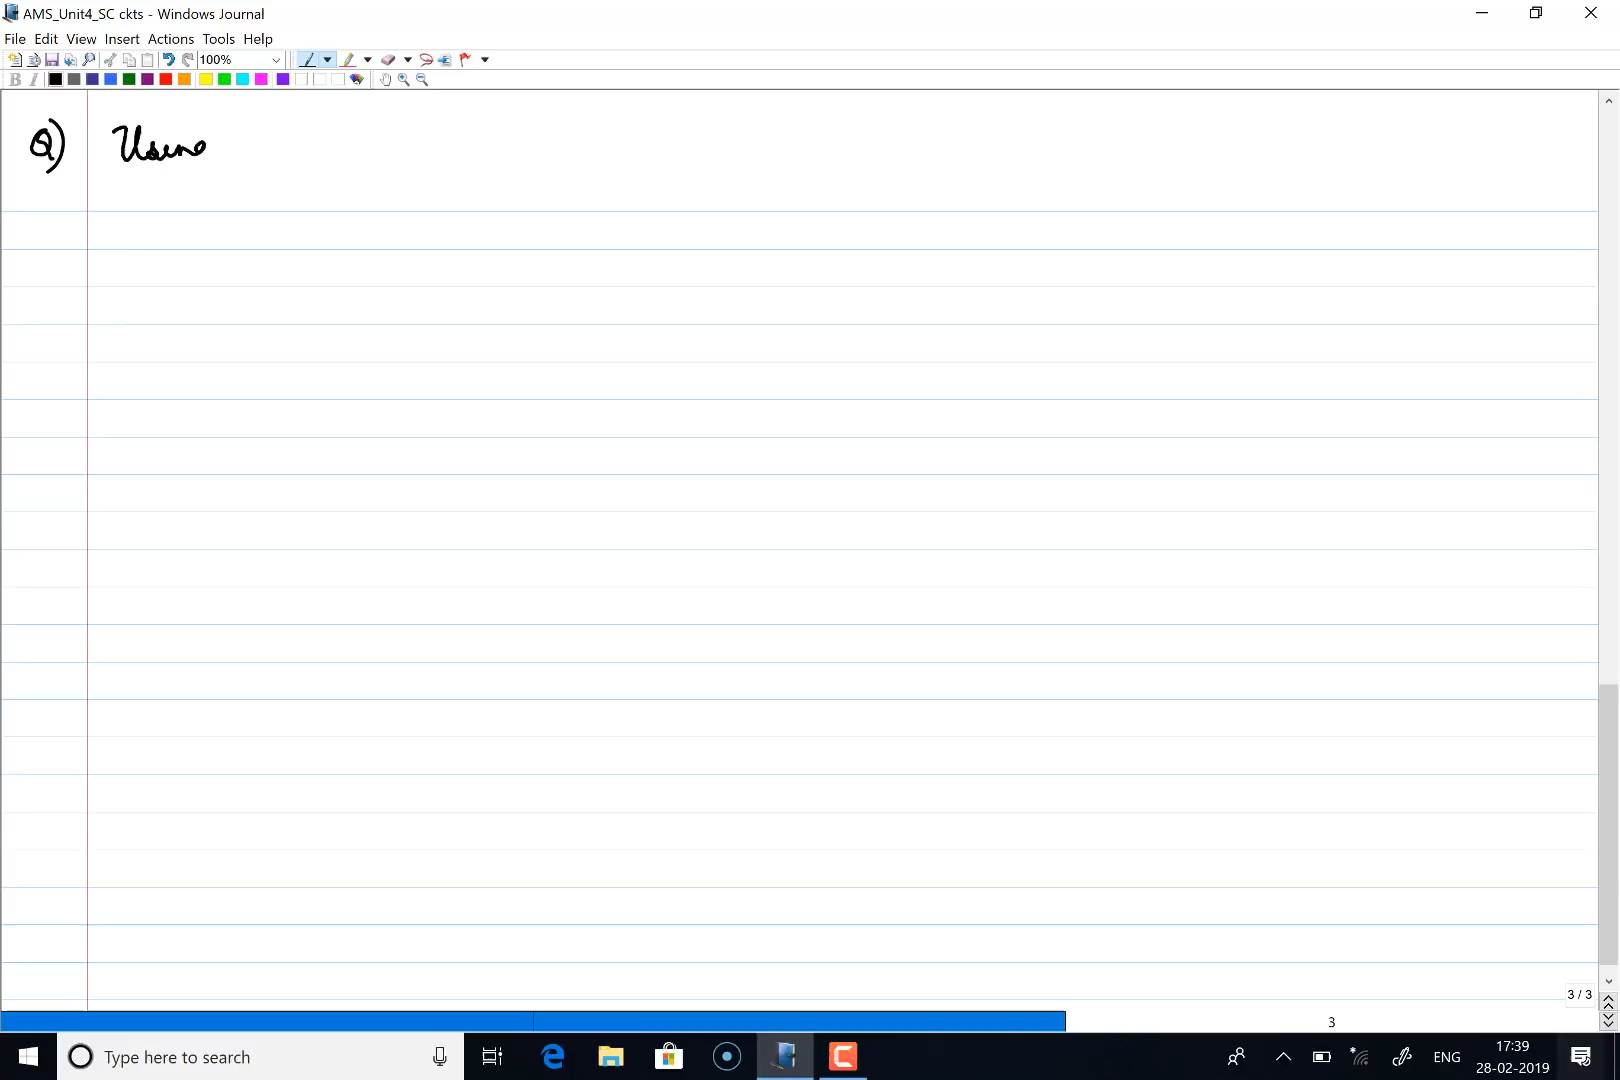 AMS_Unit4_SC ckts - Windows Journal
File Edit View Insert Actions Tools Help
100%
B I
Q)
3 / 3
3
Type here to search
ENG
17:39
28-02-2019